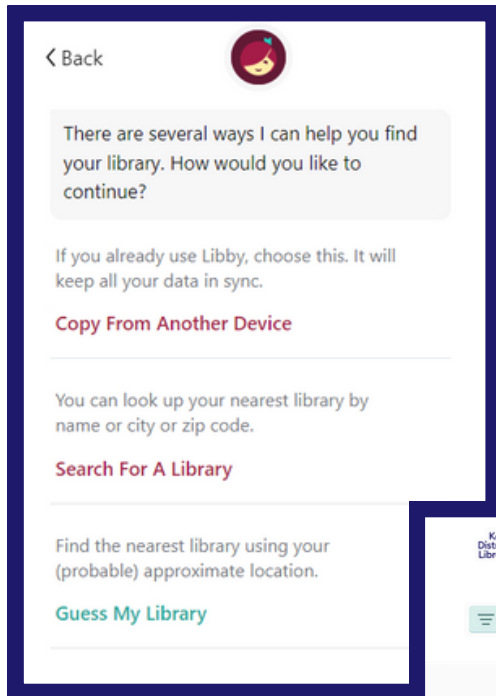 Back
There are several ways I can help you find
your library. How would you like to
continue?
If you already use Libby, choose this. It will
keep all your data in sync.
Copy From Another Device
You can look up your nearest library by
name or city or zip code.
Search For A Library
Find the nearest library using your
(probable) approximate location.
Guess My Library